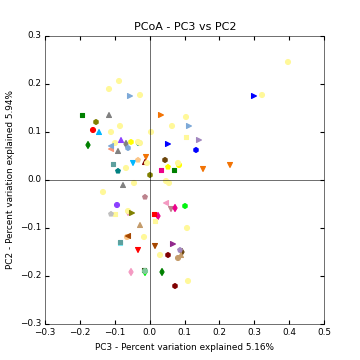 PCoA - PC3 vs PC2
0.3
0.2
0.1
0.0
−0.1
−0.2
−0.3
PC2 - Percent variation explained 5.94%
−0.3 −0.2 −0.1 0.0 0.1 0.2 0.3 0.4 0.5
PC3 - Percent variation explained 5.16%